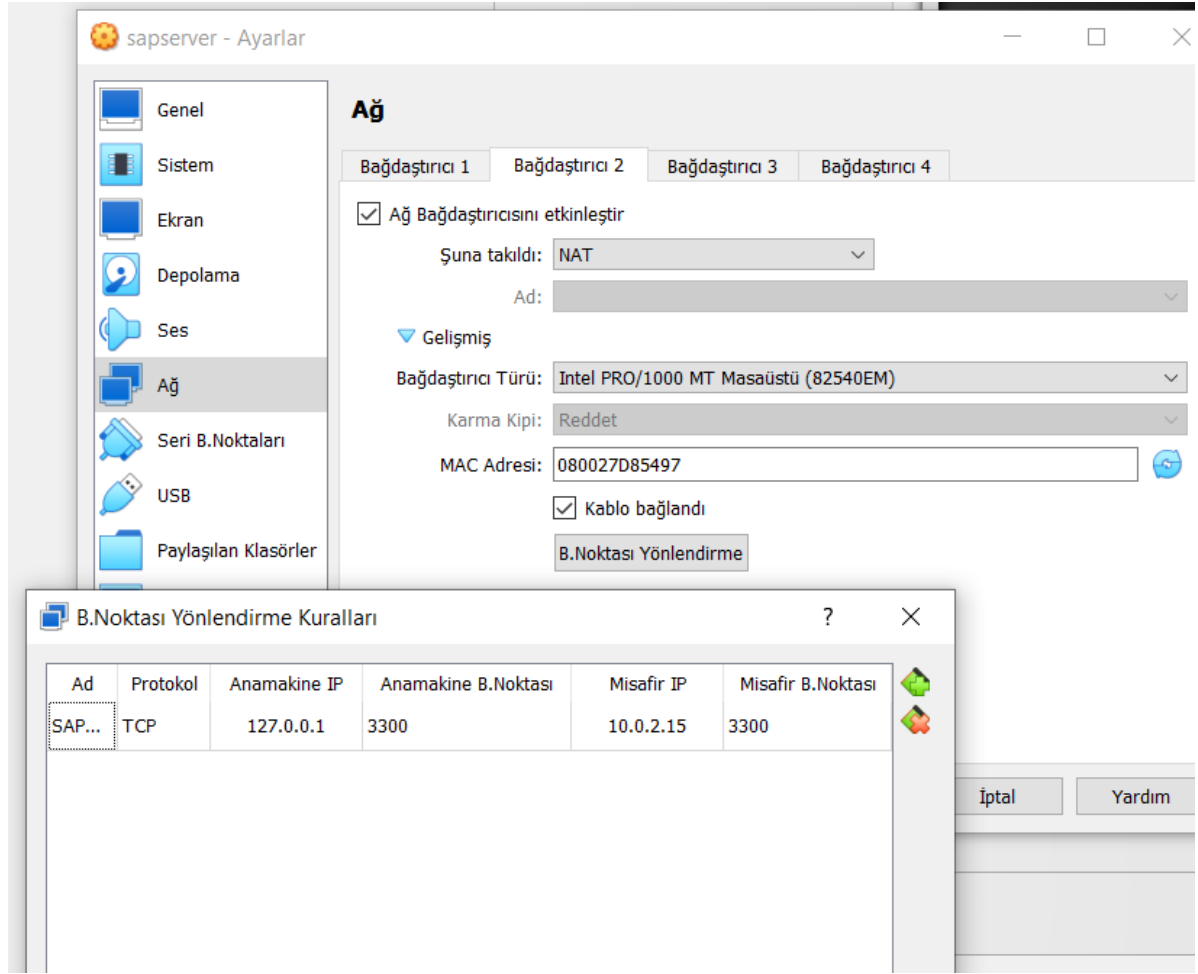 sapserver - Ayarlar
Genel
Sistem
Ekran
Depolama
Ses
Ağ
Seri B.Noktaları
USB
Paylaşılan Klasörler
Ağ
Bağdaştırıcı 1 Bağdaştırıcı 2 Bağdaştırıcı 3 Bağdaştırıcı 4
Ağ Bağdaştırıcısını etkinleştir
Şuna takıldı: NAT
Ad:
Gelişmiş
Bağdaştırıcı Türü: Intel PRO/1000 MT Masaüstü (82540EM)
Karma Kipi: Reddet
MAC Adresi: 080027D85497
Kablo bağlandı
B.Noktası Yönlendirme
B.Noktası Yönlendirme Kuralları ?
Ad Protokol Anamakine IP Anamakine B.Noktası Misafir IP Misafir B.Noktası
SAP... TCP 127.0.0.1 3300 10.0.2.15 3300
İptal Yardım